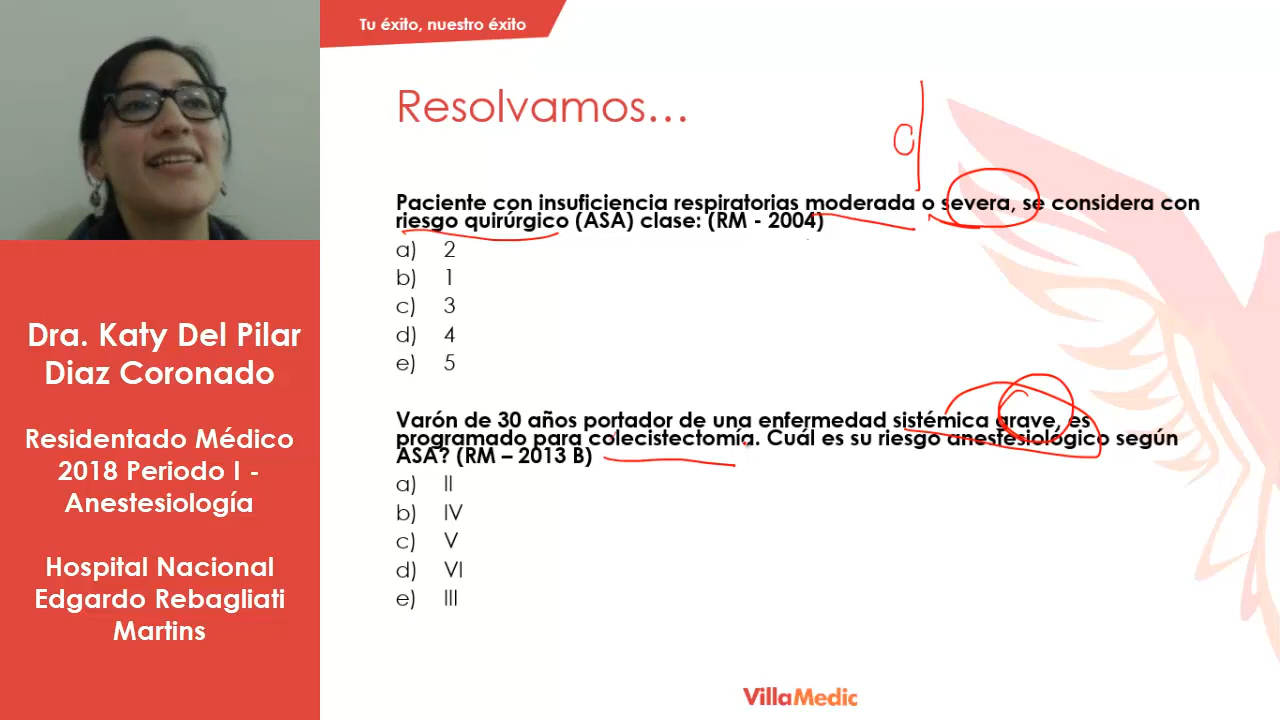 Tu éxito, nuestro éxito
Resolvamos...
Paciente con insuficiencia respiratorias moderada o severa, se considera con
riesgo quirúrgico (ASA) clase: (RM - 2004)
a) 2
b) 1
c) 3
d) 4
e) 5
Varón de 30 años portador de una enfermedad sistémica grave, es
programado para colecistectomía. Cuál es su riesgo anestesiológico según
ASA? (RM – 2013 B)
a) II
b) IV
c) V
d) VI
e) III
Dra. Katy Del Pilar
Diaz Coronado
Residentado Médico
2018 Periodo I -
Anestesiología
Hospital Nacional
Edgardo Rebagliati
Martins
VillaMedic